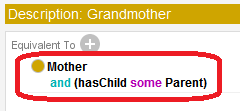 Description: Grandmother
Equivalent To
Mother
and (hasChild some Parent)